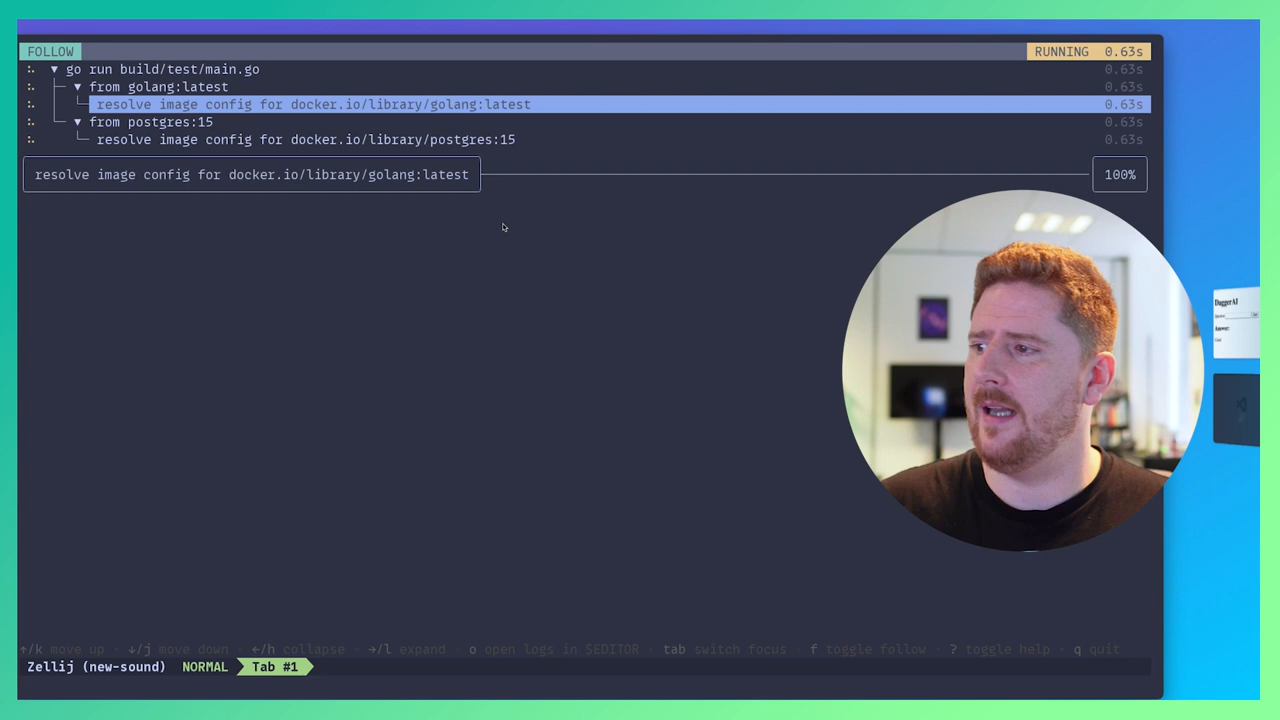 FOLLOW RUNNING 0.63s
▼ go run build/test/main.go 0.63s
▼ from golang:latest 0.63s
resolve image config for docker.io/library/golang:latest 0.63s
▼ from postgres:15 0.63s
resolve image config for docker.io/library/postgres:15 0.63s
resolve image config for docker.io/library/golang:latest 100%
DaggerAI
Answer:
↑/k move up · ↓/j move down · ←/h collapse · →/l expand · o open logs in $EDITOR · tab switch focus · f toggle follow · ? toggle help · q quit
Zellij (new-sound) NORMAL Tab #1